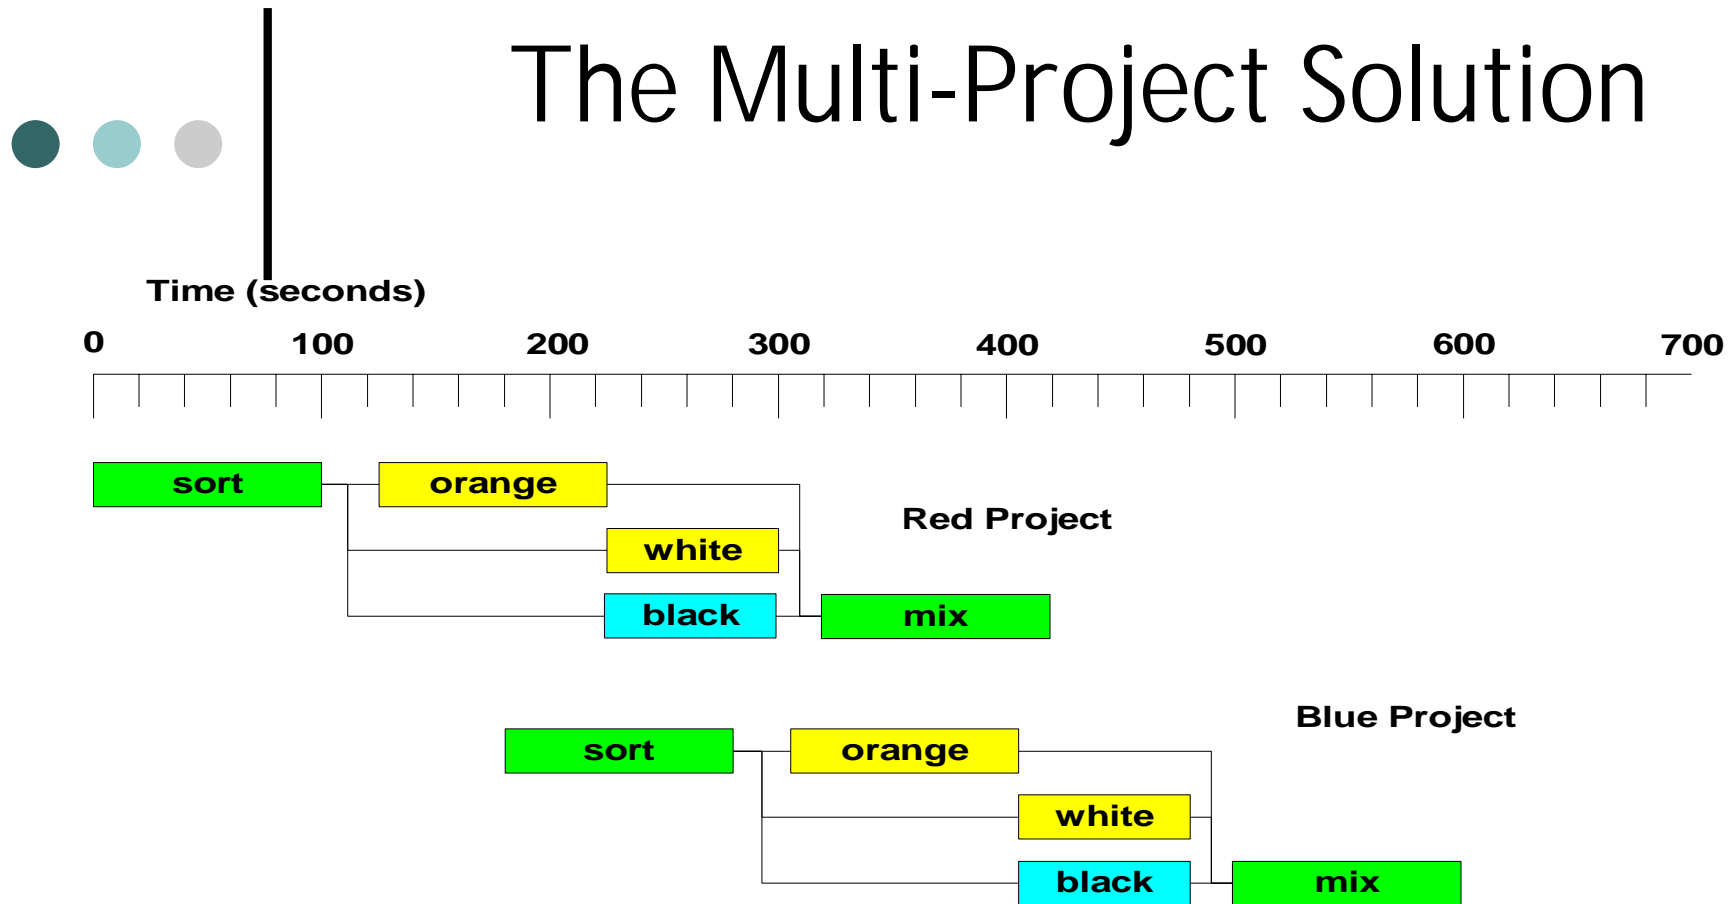 The Multi-Project Solution
Time (seconds)
0 100 200 300 400 500 600 700
sort orange
Red Project
white
black mix
Blue Project
sort orange
white
black mix